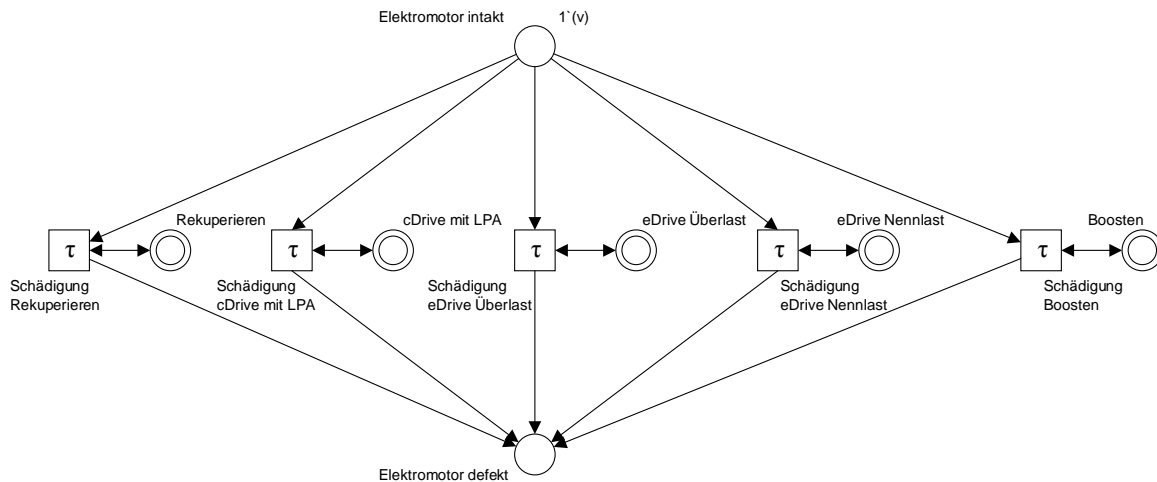 Elektromotor intakt
1`(v)
Rekuperieren
cDrive mit LPA
eDrive Überlast
eDrive Nennlast
Boosten
τ
τ
τ
τ
τ
Schädigung
Rekuperieren
Schädigung
cDrive mit LPA
Schädigung
eDrive Überlast
Schädigung
eDrive Nennlast
Schädigung
Boosten
Elektromotor defekt